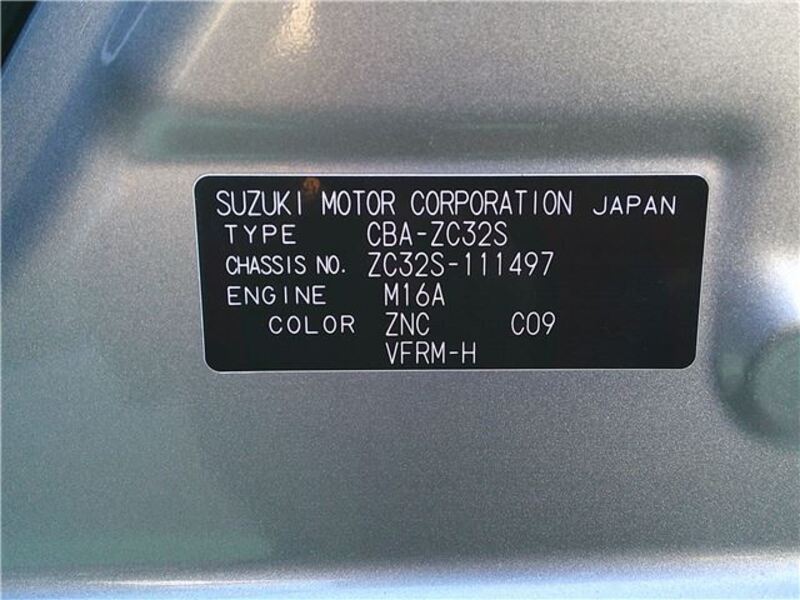 SUZUKI MOTOR CORPORATION JAPAN
TYPE CBA-ZC32S
CHASSIS NO. ZC32S-111497
ENGINE M16A
COLOR ZNC C09
VFRM-H